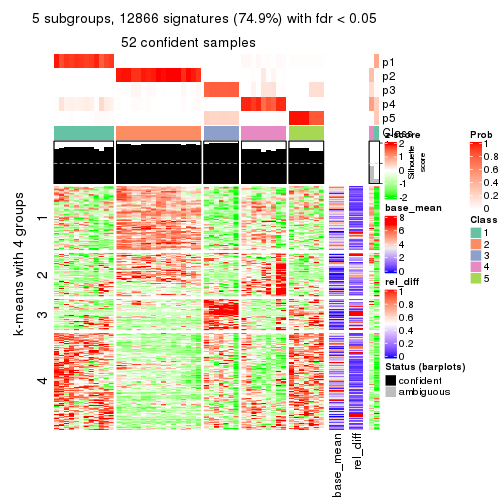 5 subgroups, 12866 signatures (74.9%) with fdr < 0.05
52 confident samples
p1
p2
p3
p4
p5
Class
Silhouette
score
k-means with 4 groups
1
2
3
4
base_mean
rel_diff
z-score
2
1
0
-1
-2
base_mean
8
6
4
2
0
rel_diff
1
0.8
0.6
0.4
0.2
0
Prob
1
0.8
0.6
0.4
0.2
0
Class
1
2
3
4
5
Status (barplots)
confident
ambiguous